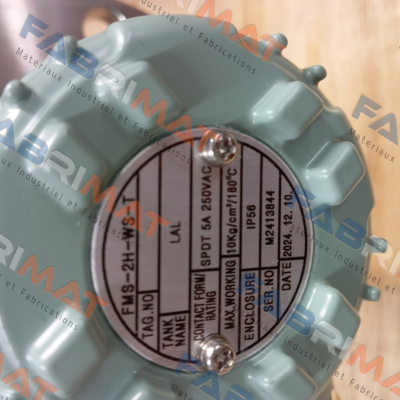 FMS-2H-WS-T
TAG.NO
TANK NAME LAL
CONTACT FORM/ RATING SPDT 5A 250VAC
MAX.WORKING 10Kg/cm²/180°C
ENCLOSURE IP56
SER.NO M2413844
DATE 2024.12.10.
FABRIMAT
Matériaux Industriel et Fabrications